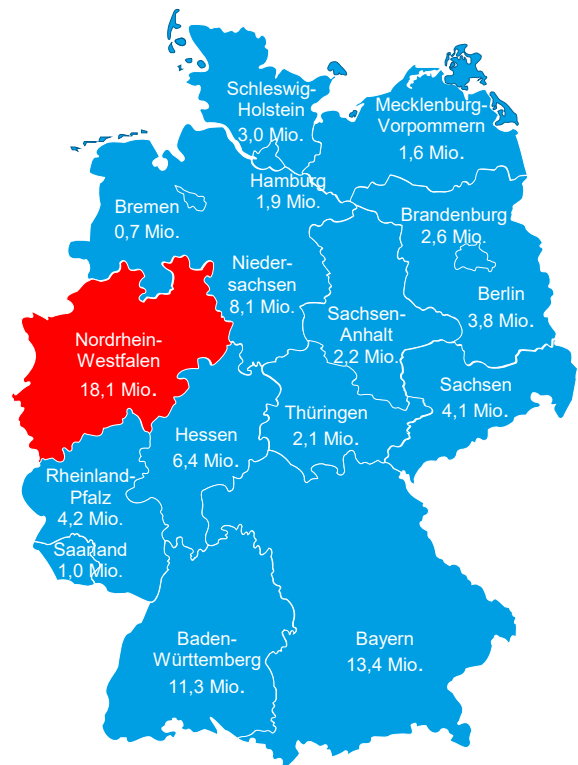 Schleswig-
Holstein
3,0 Mio.
Mecklenburg-
Vorpommern
1,6 Mio.
Hamburg
1,9 Mio.
Bremen
0,7 Mio.
Brandenburg
2,6 Mio.
Nieder-
sachsen
8,1 Mio.
Berlin
3,8 Mio.
Sachsen-
Anhalt
2,2 Mio.
Nordrhein-
Westfalen
18,1 Mio.
Sachsen
4,1 Mio.
Thüringen
2,1 Mio.
Hessen
6,4 Mio.
Rheinland-
Pfalz
4,2 Mio.
Saarland
1,0 Mio.
Baden-
Württemberg
11,3 Mio.
Bayern
13,4 Mio.